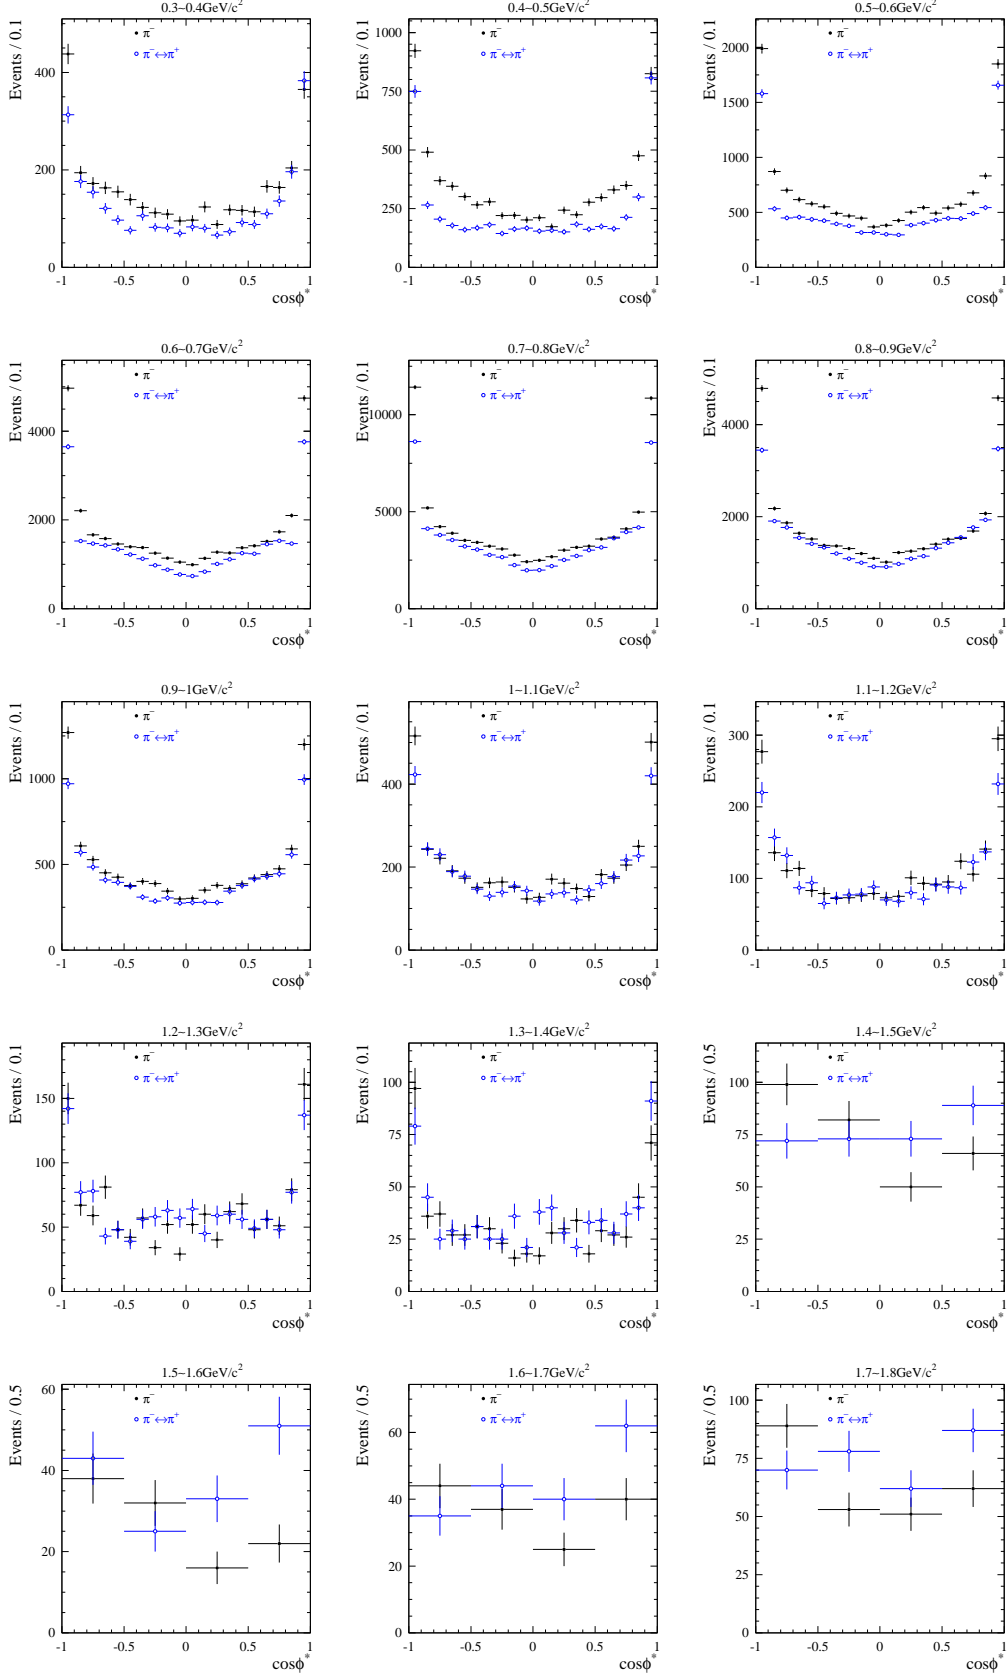 0.3~0.4GeV/c²
Events / 0.1
π⁻
π⁻↔π⁺
400
200
0
-1 -0.5 0 0.5 1
cosϕ*
0.4~0.5GeV/c²
Events / 0.1
π⁻
π⁻↔π⁺
1000
750
500
250
0
-1 -0.5 0 0.5 1
cosϕ*
0.5~0.6GeV/c²
Events / 0.1
π⁻
π⁻↔π⁺
2000
1500
1000
500
0
-1 -0.5 0 0.5 1
cosϕ*
0.6~0.7GeV/c²
Events / 0.1
π⁻
π⁻↔π⁺
4000
2000
0
-1 -0.5 0 0.5 1
cosϕ*
0.7~0.8GeV/c²
Events / 0.1
π⁻
π⁻↔π⁺
10000
5000
0
-1 -0.5 0 0.5 1
cosϕ*
0.8~0.9GeV/c²
Events / 0.1
π⁻
π⁻↔π⁺
4000
2000
0
-1 -0.5 0 0.5 1
cosϕ*
0.9~1GeV/c²
Events / 0.1
π⁻
π⁻↔π⁺
1000
500
0
-1 -0.5 0 0.5 1
cosϕ*
1~1.1GeV/c²
Events / 0.1
π⁻
π⁻↔π⁺
400
200
0
-1 -0.5 0 0.5 1
cosϕ*
1.1~1.2GeV/c²
Events / 0.1
π⁻
π⁻↔π⁺
300
200
100
0
-1 -0.5 0 0.5 1
cosϕ*
1.2~1.3GeV/c²
Events / 0.1
π⁻
π⁻↔π⁺
150
100
50
0
-1 -0.5 0 0.5 1
cosϕ*
1.3~1.4GeV/c²
Events / 0.1
π⁻
π⁻↔π⁺
100
75
50
25
0
-1 -0.5 0 0.5 1
cosϕ*
1.4~1.5GeV/c²
Events / 0.5
π⁻
π⁻↔π⁺
100
75
50
25
0
-1 -0.5 0 0.5 1
cosϕ*
1.5~1.6GeV/c²
Events / 0.5
π⁻
π⁻↔π⁺
60
40
20
0
-1 -0.5 0 0.5 1
cosϕ*
1.6~1.7GeV/c²
Events / 0.5
π⁻
π⁻↔π⁺
60
40
20
0
-1 -0.5 0 0.5 1
cosϕ*
1.7~1.8GeV/c²
Events / 0.5
π⁻
π⁻↔π⁺
100
75
50
25
0
-1 -0.5 0 0.5 1
cosϕ*